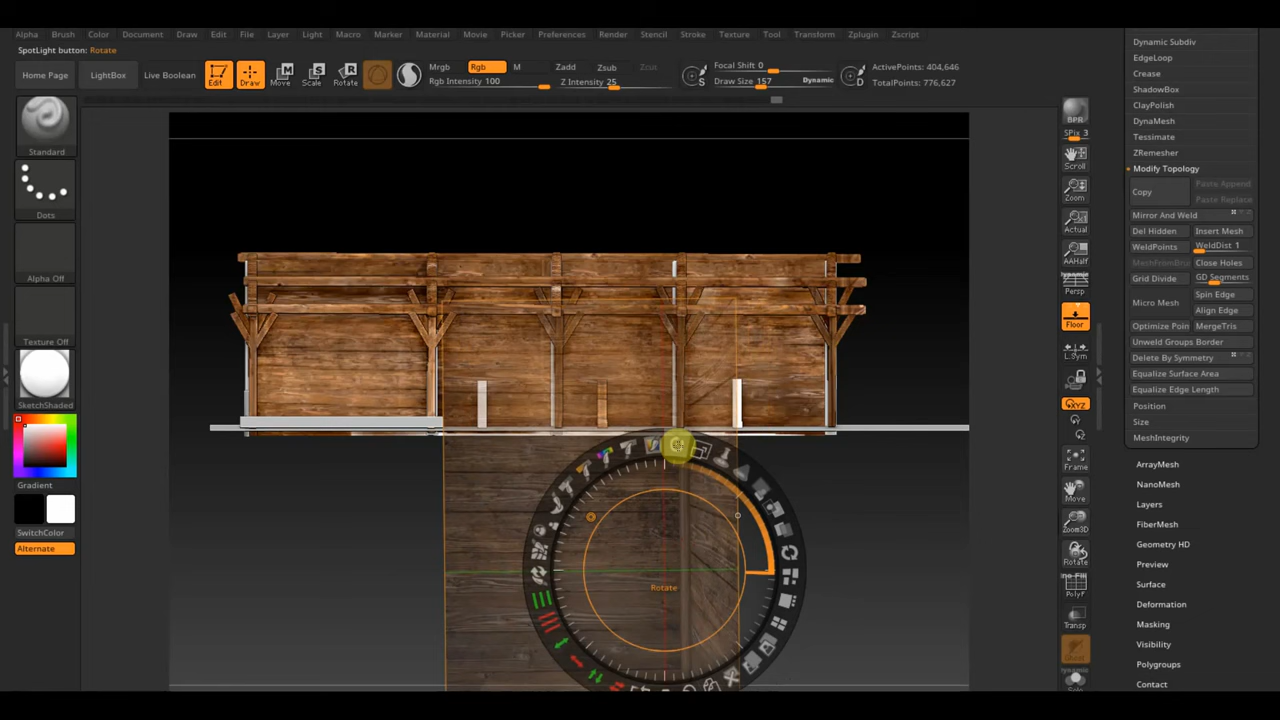 Alpha Brush Color Document Draw Edit File Layer Light Macro Marker Material Movie Picker Preferences Render Stencil Stroke Texture Tool Transform Zplugin Zscript
SpotLight button: Rotate
Home Page LightBox Live Boolean Edit Draw Move Scale Rotate
Mrgb Rgb M Zadd Zsub Zcut
Rgb Intensity 100 Z Intensity 25
Focal Shift 0
Draw Size 157 Dynamic
S D
ActivePoints: 404,646
TotalPoints: 776,627
Standard
Dots
Alpha Off
Texture Off
SketchShaded
Gradient
SwitchColor
Alternate
Rotate
BPR
SPix 3
Scroll
Zoom
Actual
AAHalf
Dynamic
Persp
Floor
L.Sym
XYZ
Y
Z
Frame
Move
Zoom3D
Rotate
PolyF
Transp
Ghost
Dynamic
Solo
Dynamic Subdiv
EdgeLoop
Crease
ShadowBox
ClayPolish
DynaMesh
Tessimate
ZRemesher
Modify Topology
Copy Paste Append
Paste Replace
Mirror And Weld
Del Hidden Insert Mesh
WeldPoints WeldDist 1
MeshFromBru Close Holes
Grid Divide GD Segments
Micro Mesh Spin Edge
Align Edge
Optimize Poin MergeTris
Unweld Groups Border
Delete By Symmetry
Equalize Surface Area
Equalize Edge Length
Position
Size
MeshIntegrity
ArrayMesh
NanoMesh
Layers
FiberMesh
Geometry HD
Preview
Surface
Deformation
Masking
Visibility
Polygroups
Contact